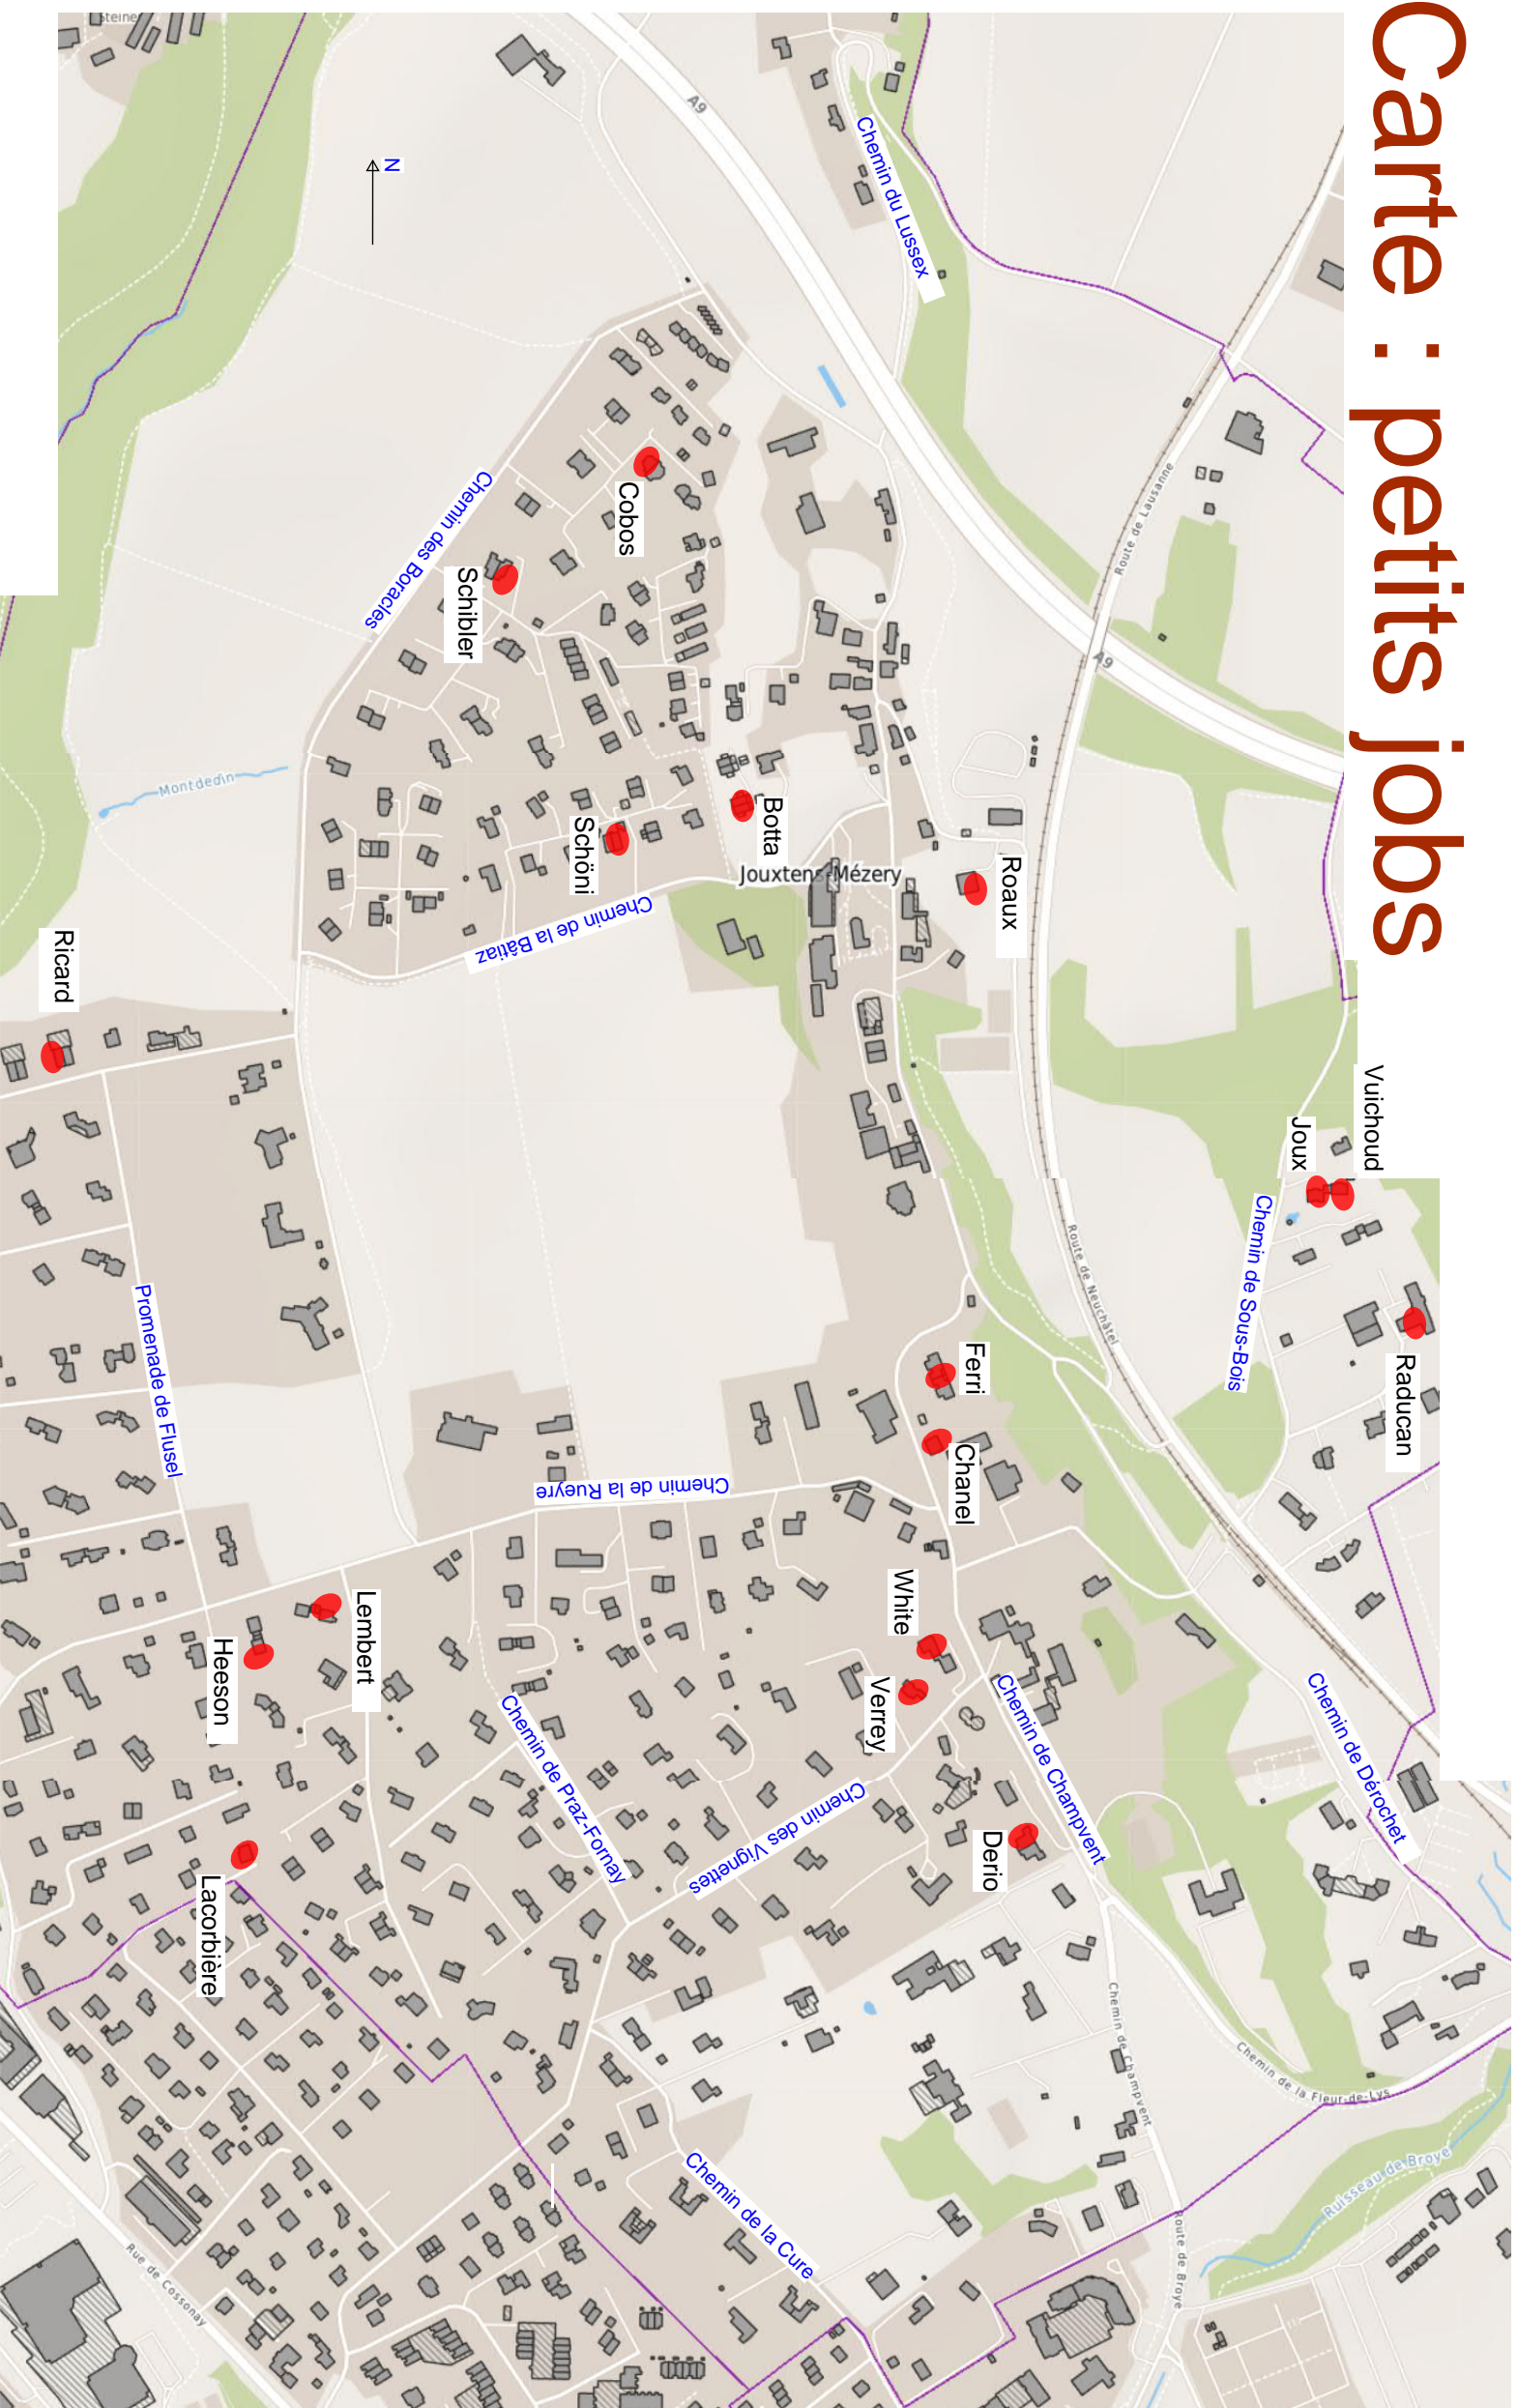 Carte : petits jobs
Steine
A9
Chemin du Lussex
N
Route de Lausanne
Chemin des Boracles
Cobos
Schibler
A9
Montdedin
Botta
Schöni
Roaux
Jouxtens-Mézery
Chemin de la Bâtiaz
Ricard
Vuichoud
Joux
Chemin de Sous-Bois
Route de Neuchâtel
Raducan
Promenade de Flusel
Ferri
Chanel
Chemin de la Rueyre
White
Lembert
Heeson
Verrey
Chemin de Champvent
Chemin de Dérochet
Chemin de Praz-Fornay
Chemin des Vignettes
Derio
Lacorbière
Chemin de Champvent
Chemin de la Fleur-de-Lys
Ruisseau de Broye
Chemin de la Cure
Route de Broye
Rue de Cossonay